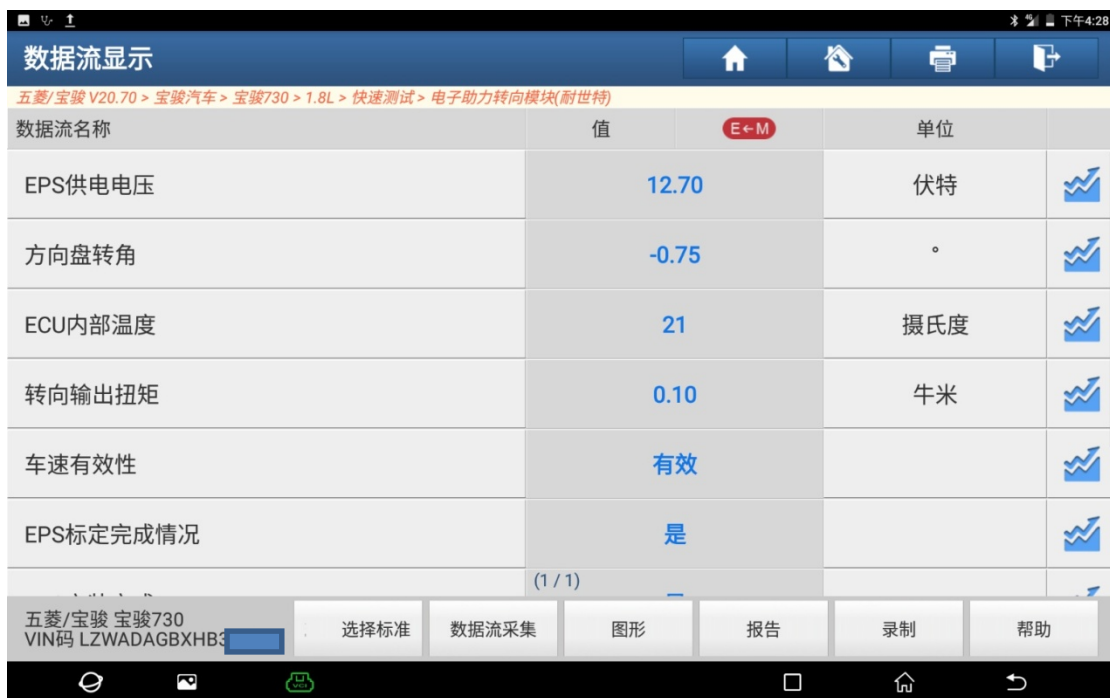 下午4:28
数据流显示
五菱/宝骏 V20.70 > 宝骏汽车 > 宝骏730 > 1.8L > 快速测试 > 电子助力转向模块(耐世特)
数据流名称 值 E←M 单位
EPS供电电压 12.70 伏特
方向盘转角 -0.75 °
ECU内部温度 21 摄氏度
转向输出扭矩 0.10 牛米
车速有效性 有效
EPS标定完成情况 是
(1 / 1)
五菱/宝骏 宝骏730
VIN码 LZWADAGBXHB3
选择标准 数据流采集 图形 报告 录制 帮助
VCI